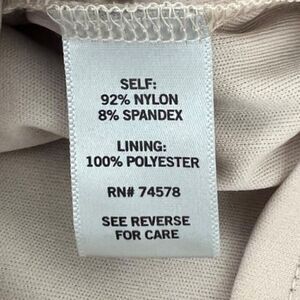 SELF:
92% NYLON
8% SPANDEX
LINING:
100% POLYESTER
RN# 74578
SEE REVERSE
FOR CARE